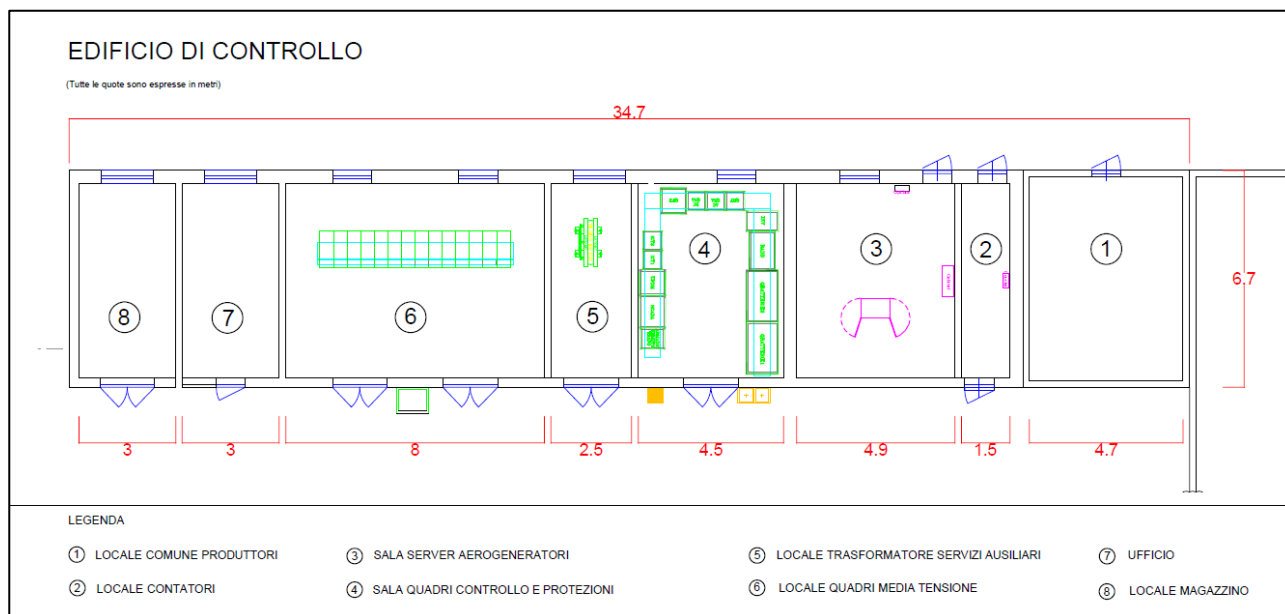 EDIFICIO DI CONTROLLO
(Tutte le quote sono espresse in metri)
34.7
8
7
6
5
4
3
2
1
6.7
3
3
8
2.5
4.5
4.9
1.5
4.7
LEGENDA
1 LOCALE COMUNE PRODUTTORI
2 LOCALE CONTATORI
3 SALA SERVER AEROGENERATORI
4 SALA QUADRI CONTROLLO E PROTEZIONI
5 LOCALE TRASFORMATORE SERVIZI AUSILIARI
6 LOCALE QUADRI MEDIA TENSIONE
7 UFFICIO
8 LOCALE MAGAZZINO